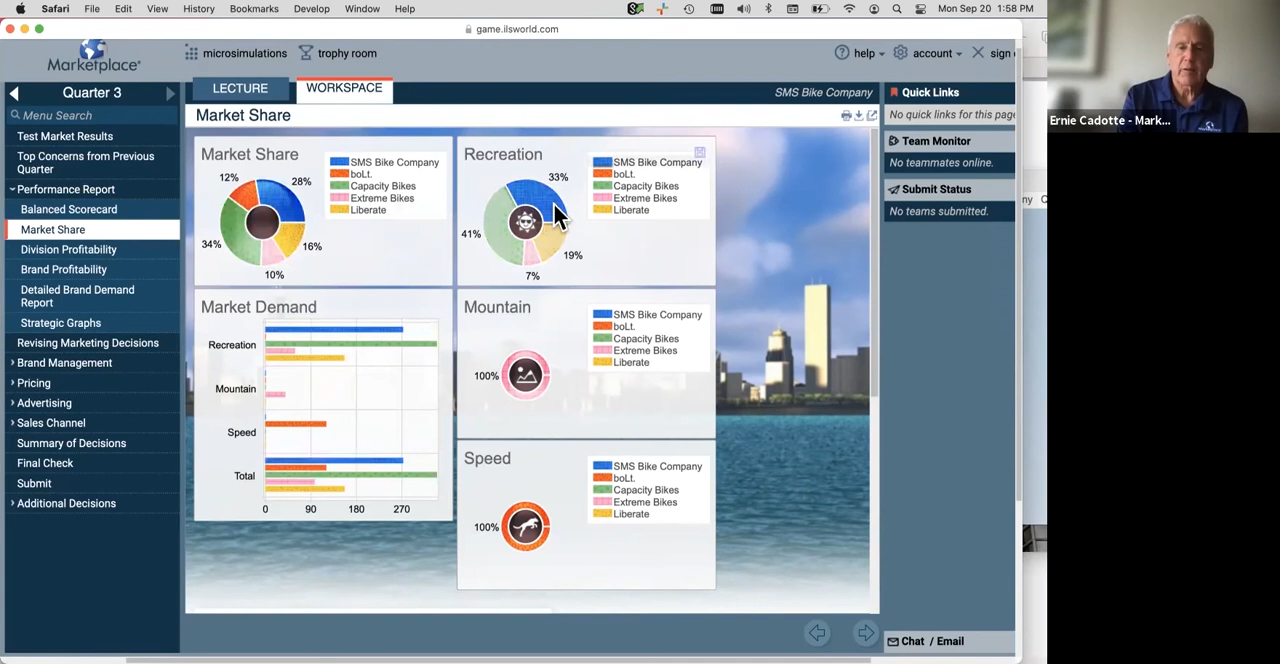 Safari File Edit View History Bookmarks Develop Window Help
Mon Sep 20 1:58 PM
game.ilsworld.com
Marketplace
microsimulations trophy room
help account sign
Quarter 3
Menu Search
Test Market Results
Top Concerns from Previous
Quarter
Performance Report
Balanced Scorecard
Market Share
Division Profitability
Brand Profitability
Detailed Brand Demand
Report
Strategic Graphs
Revising Marketing Decisions
Brand Management
Pricing
Advertising
Sales Channel
Summary of Decisions
Final Check
Submit
Additional Decisions
LECTURE WORKSPACE
SMS Bike Company
Market Share
Market Share
SMS Bike Company
boLt.
Capacity Bikes
Extreme Bikes
Liberate
12%
28%
34%
16%
10%
Recreation
SMS Bike Company
boLt.
Capacity Bikes
Extreme Bikes
Liberate
33%
41%
19%
7%
Market Demand
Recreation
Mountain
Speed
Total
0 90 180 270
Mountain
SMS Bike Company
boLt.
Capacity Bikes
Extreme Bikes
Liberate
100%
Speed
SMS Bike Company
boLt.
Capacity Bikes
Extreme Bikes
Liberate
100%
Quick Links
No quick links for this page
Team Monitor
No teammates online.
Submit Status
No teams submitted.
Chat / Email
Ernie Cadotte - Mark...